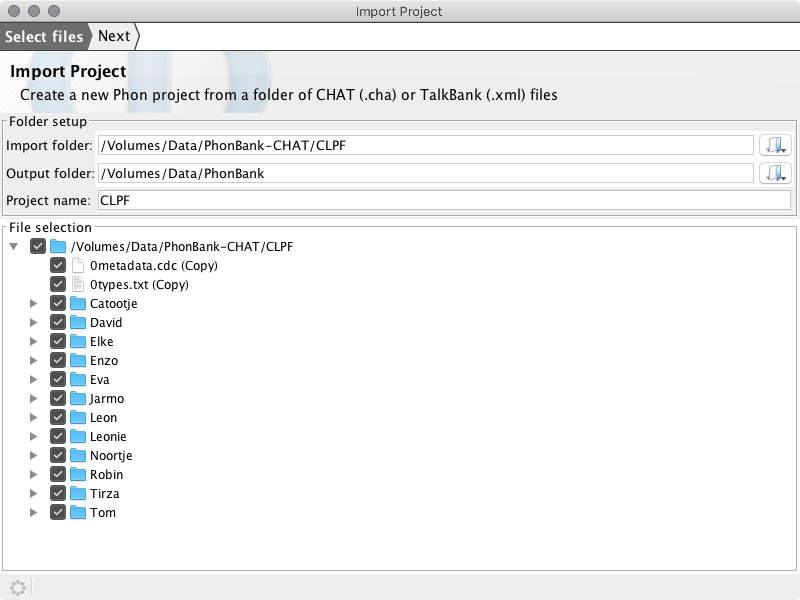 Import Project
Select files Next
Import Project
Create a new Phon project from a folder of CHAT (.cha) or TalkBank (.xml) files
Folder setup
Import folder: /Volumes/Data/PhonBank-CHAT/CLPF
Output folder: /Volumes/Data/PhonBank
Project name: CLPF
File selection
/Volumes/Data/PhonBank-CHAT/CLPF
0metadata.cdc (Copy)
0types.txt (Copy)
Catootje
David
Elke
Enzo
Eva
Jarmo
Leon
Leonie
Noortje
Robin
Tirza
Tom